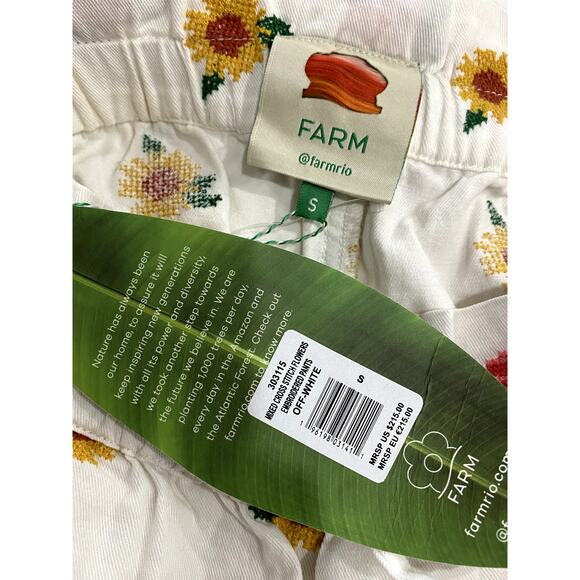 FARM
@farmrio
S
Nature has always been
our home, to assure it will
keep inspiring new generations
with all its power and diversity,
we took another step towards
the future we believe in. We are
planting 1000 trees per day,
every day in the Amazon and
the Atlantic forest. Check out
farmrio.com to know more.
303115
MIXED CROSS STITCH FLOWERS
EMBROIDERED PANTS
OFF-WHITE
S
MRSP US $215.00
MRSP EU €215.00
FARM
farmrio.com